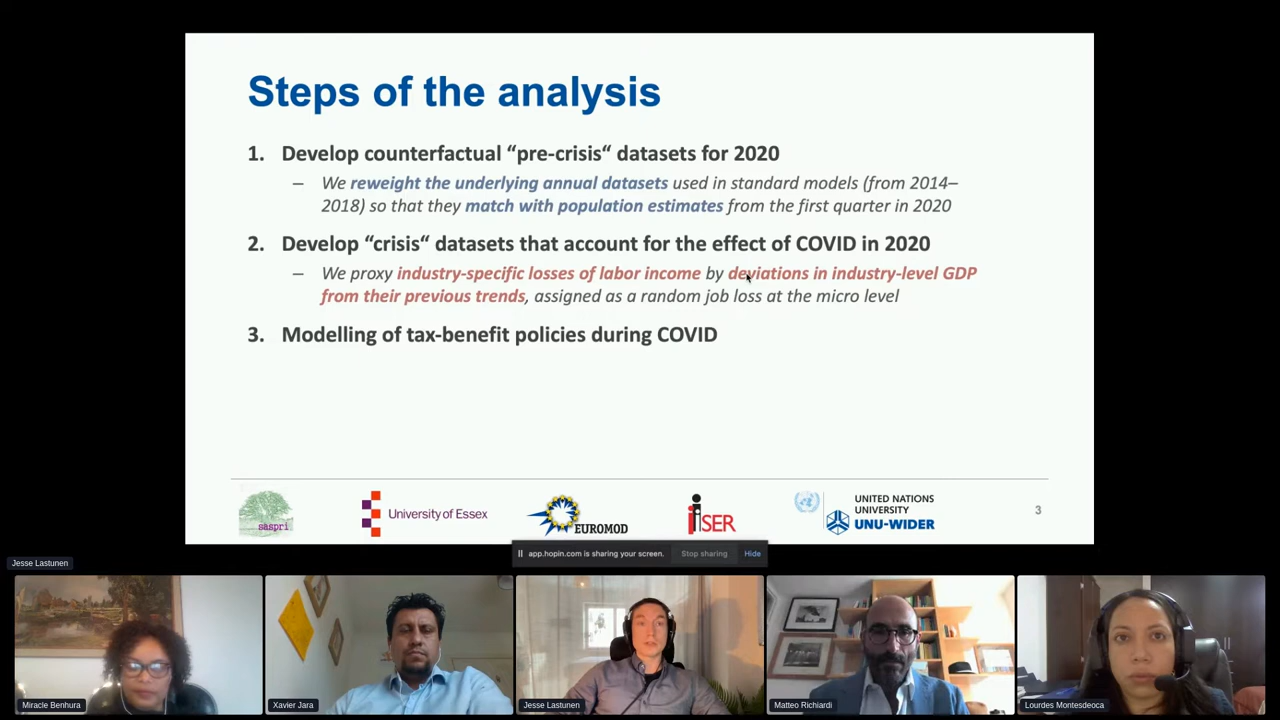 Steps of the analysis
1. Develop counterfactual “pre-crisis“ datasets for 2020
– We reweight the underlying annual datasets used in standard models (from 2014–
2018) so that they match with population estimates from the first quarter in 2020
2. Develop “crisis“ datasets that account for the effect of COVID in 2020
– We proxy industry-specific losses of labor income by deviations in industry-level GDP
from their previous trends, assigned as a random job loss at the micro level
3. Modelling of tax-benefit policies during COVID
saspri
University of Essex
EUROMOD
ISER
UNITED NATIONS
UNIVERSITY
UNU-WIDER
3
app.hopin.com is sharing your screen. Stop sharing Hide
Jesse Lastunen
Miracle Benhura
Xavier Jara
Jesse Lastunen
Matteo Richiardi
Lourdes Montesdeoca